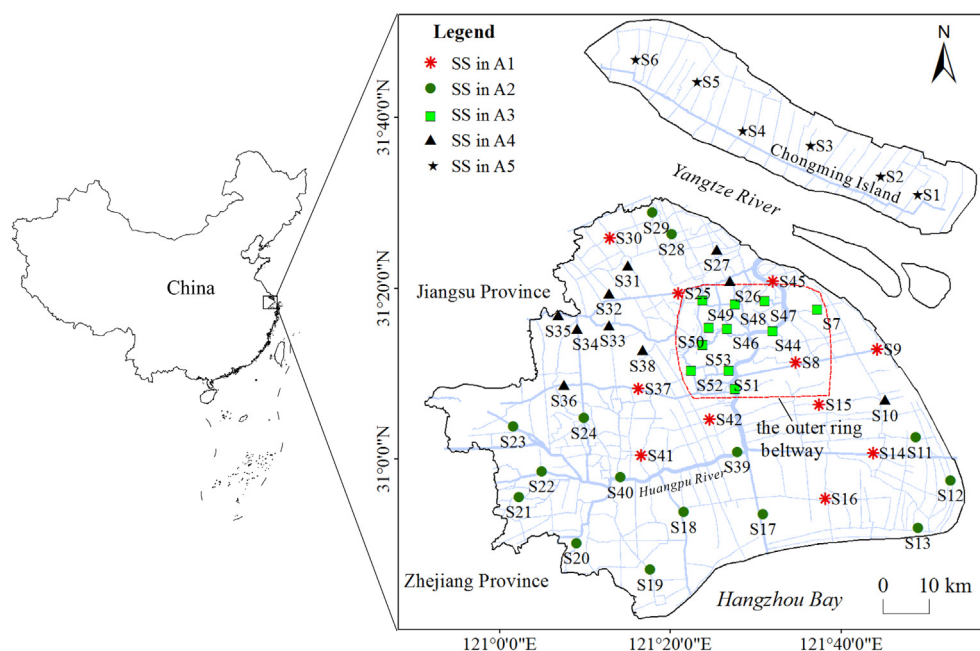 Legend
SS in A1
SS in A2
SS in A3
SS in A4
SS in A5
N
31°40'0"N
31°20'0"N
31°0'0"N
China
S6
S5
S4
S3
S2
S1
Chongming Island
Yangtze River
Jiangsu Province
S29
S30
S28
S27
S31
S45
S25
S26
S32
S49
S48
S47
S7
S35
S34
S33
S50
S46
S44
S38
S53
S8
S9
S36
S37
S52
S51
S15
S10
the outer ring
beltway
S24
S42
S23
S41
S39
S14
S11
S22
S40
Huangpu River
S12
S21
S16
S18
S17
S13
S20
S19
Zhejiang Province
Hangzhou Bay
0 10 km
121°0'0"E
121°20'0"E
121°40'0"E